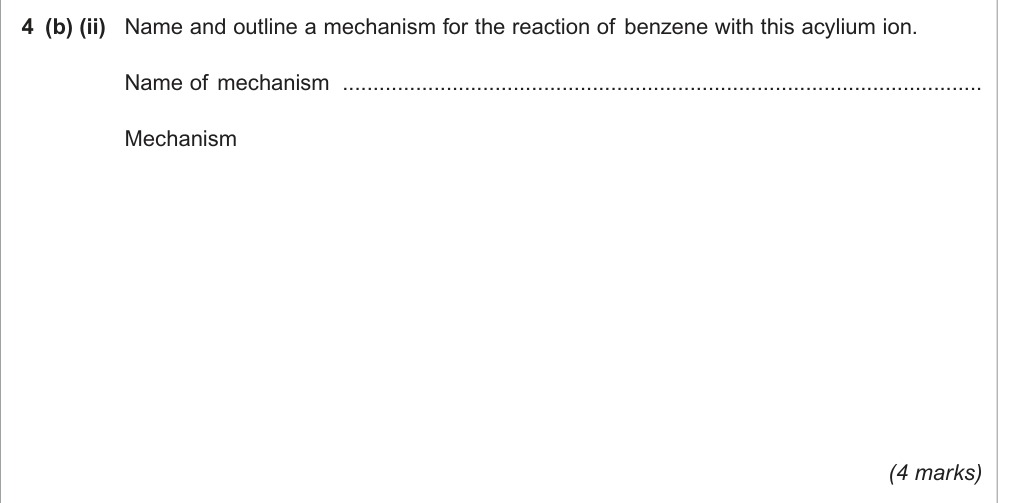 4 (b) (ii) Name and outline a mechanism for the reaction of benzene with this acylium ion.
Name of mechanism ..........................................................................................................
Mechanism
(4 marks)